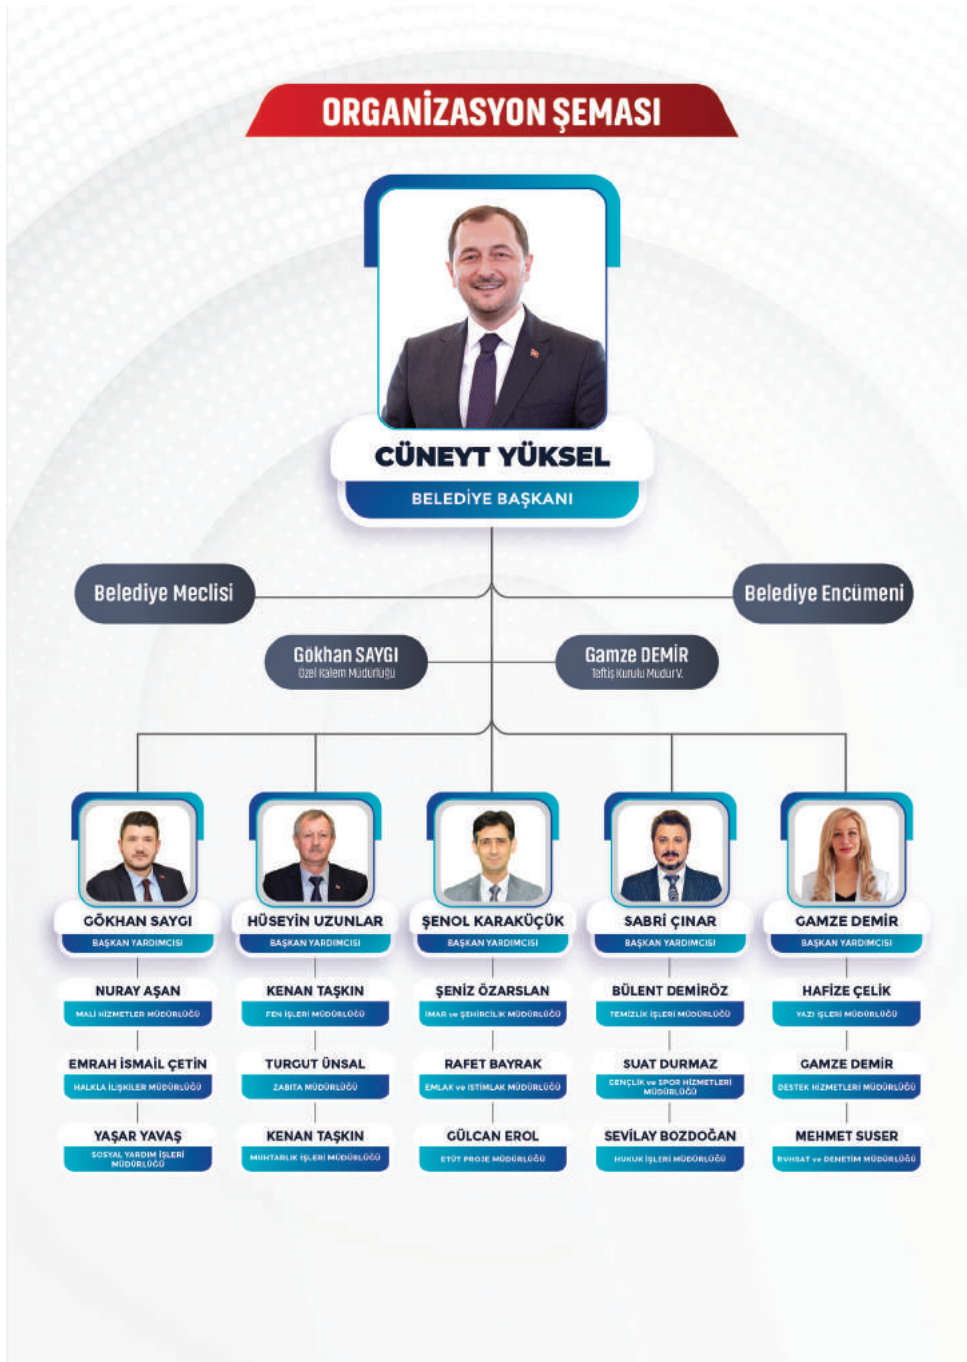 ORGANİZASYON ŞEMASI
CÜNEYT YÜKSEL
BELEDİYE BAŞKANI
Belediye Meclisi
Belediye Encümeni
Gökhan SAYGI
Özel Kalem Müdürlüğü
Gamze DEMİR
Teftiş Kurulu Müdür V.
GÖKHAN SAYGI
BAŞKAN YARDIMCISI
HÜSEYİN UZUNLAR
BAŞKAN YARDIMCISI
ŞENOL KARAKÜÇÜK
BAŞKAN YARDIMCISI
SABRİ ÇINAR
BAŞKAN YARDIMCISI
GAMZE DEMİR
BAŞKAN YARDIMCISI
NURAY AŞAN
MALİ HİZMETLER MÜDÜRLÜĞÜ
KENAN TAŞKIN
FEN İŞLERİ MÜDÜRLÜĞÜ
ŞENİZ ÖZARSLAN
İMAR ve ŞEHİRCİLİK MÜDÜRLÜĞÜ
BÜLENT DEMİRÖZ
TEMİZLİK İŞLERİ MÜDÜRLÜĞÜ
HAFİZE ÇELİK
YAZI İŞLERİ MÜDÜRLÜĞÜ
EMRAH İSMAİL ÇETİN
HALKLA İLİŞKİLER MÜDÜRLÜĞÜ
TURGUT ÜNSAL
ZABITA MÜDÜRLÜĞÜ
RAFET BAYRAK
EMLAK ve İSTİMLAK MÜDÜRLÜĞÜ
SUAT DURMAZ
GENÇLİK ve SPOR HİZMETLERİ
MÜDÜRLÜĞÜ
GAMZE DEMİR
DESTEK HİZMETLERİ MÜDÜRLÜĞÜ
YAŞAR YAVAŞ
SOSYAL YARDIM İŞLERİ
MÜDÜRLÜĞÜ
KENAN TAŞKIN
MUHTARLIK İŞLERİ MÜDÜRLÜĞÜ
GÜLCAN EROL
ETÜT PROJE MÜDÜRLÜĞÜ
SEVİLAY BOZDOĞAN
HUKUK İŞLERİ MÜDÜRLÜĞÜ
MEHMET SUSER
RUHSAT ve DENETİM MÜDÜRLÜĞÜ